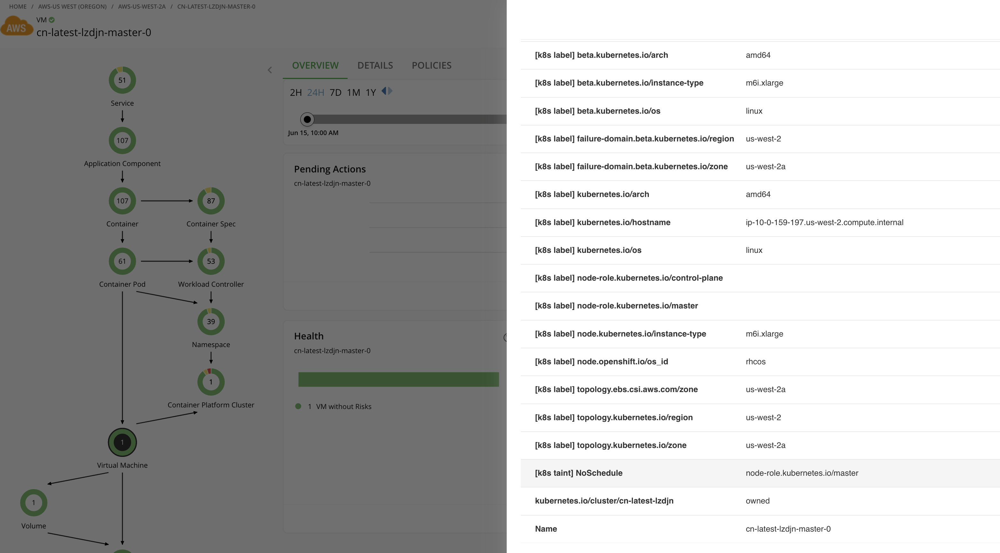 HOME / AWS-US WEST (OREGON) / AWS-US-WEST-2A / CN-LATEST-LZDJN-MASTER-0
AWS
VM
cn-latest-lzdjn-master-0
51
Service
107
Application Component
107
Container
87
Container Spec
61
Container Pod
53
Workload Controller
39
Namespace
1
Container Platform Cluster
1
Virtual Machine
1
Volume
OVERVIEW DETAILS POLICIES
2H 24H 7D 1M 1Y
Jun 15, 10:00 AM
Pending Actions
cn-latest-lzdjn-master-0
Health
cn-latest-lzdjn-master-0
1 VM without Risks
[k8s label] beta.kubernetes.io/arch amd64
[k8s label] beta.kubernetes.io/instance-type m6i.xlarge
[k8s label] beta.kubernetes.io/os linux
[k8s label] failure-domain.beta.kubernetes.io/region us-west-2
[k8s label] failure-domain.beta.kubernetes.io/zone us-west-2a
[k8s label] kubernetes.io/arch amd64
[k8s label] kubernetes.io/hostname ip-10-0-159-197.us-west-2.compute.internal
[k8s label] kubernetes.io/os linux
[k8s label] node-role.kubernetes.io/control-plane
[k8s label] node-role.kubernetes.io/master
[k8s label] node.kubernetes.io/instance-type m6i.xlarge
[k8s label] node.openshift.io/os_id rhcos
[k8s label] topology.ebs.csi.aws.com/zone us-west-2a
[k8s label] topology.kubernetes.io/region us-west-2
[k8s label] topology.kubernetes.io/zone us-west-2a
[k8s taint] NoSchedule node-role.kubernetes.io/master
kubernetes.io/cluster/cn-latest-lzdjn owned
Name cn-latest-lzdjn-master-0